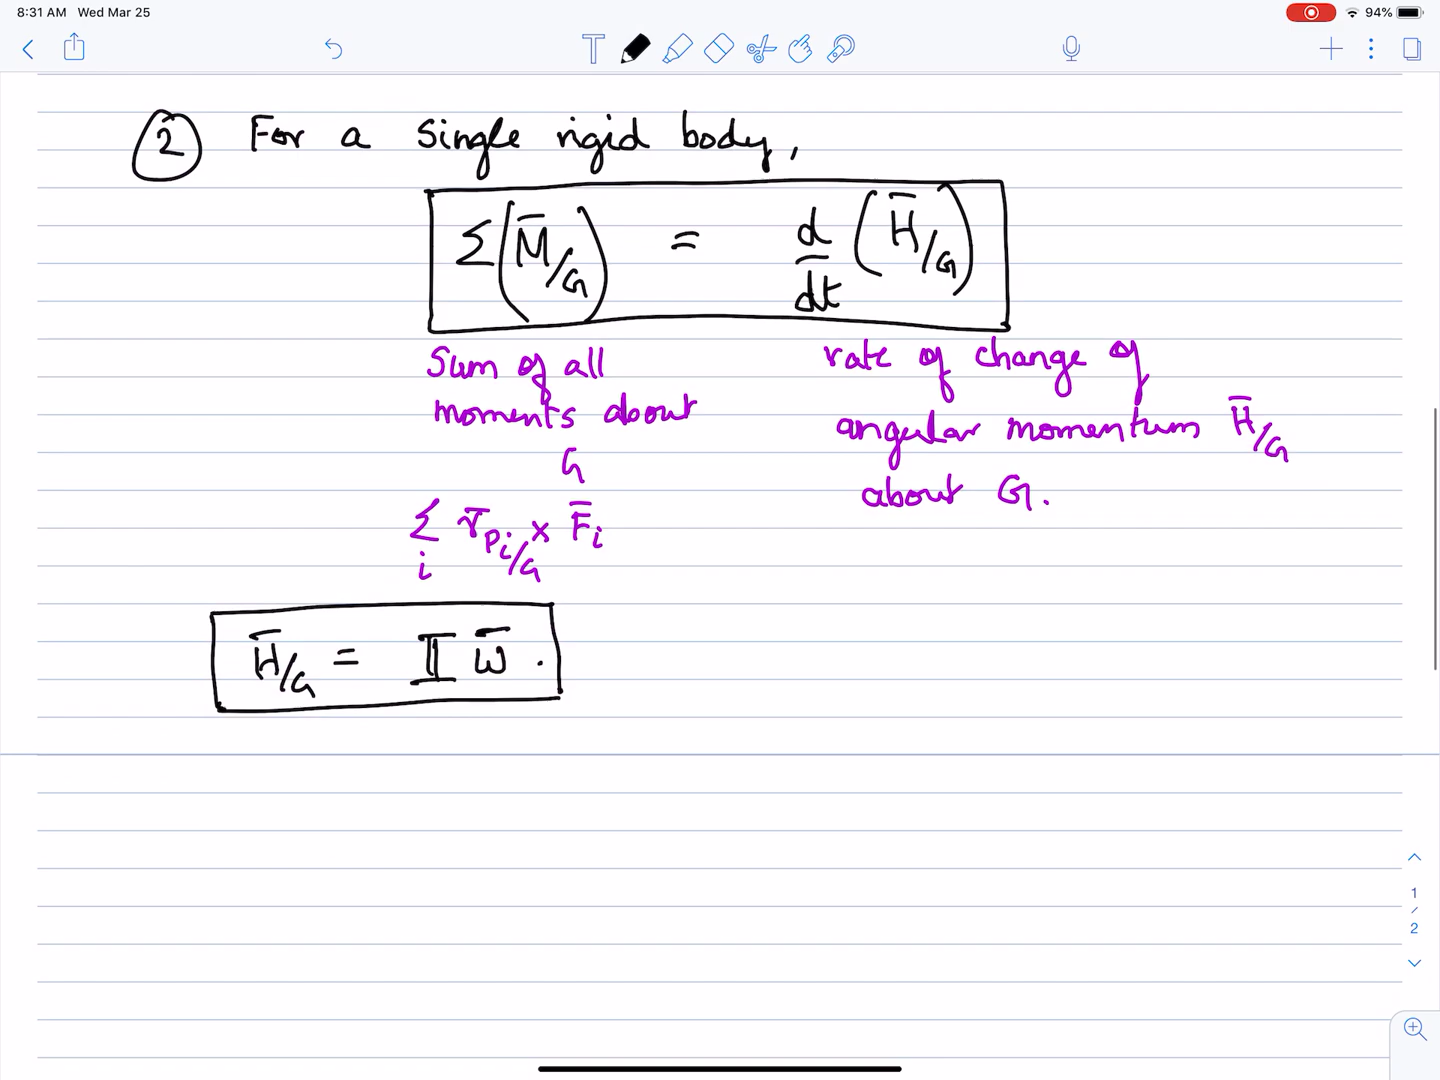 8:31 AM Wed Mar 25
94%
② For a single rigid body,
Σ(M̄/G) = d/dt (H̄/G)
Sum of all
moments about
G
Σᵢ r̄_{Pᵢ/G} × F̄ᵢ
rate of change of
angular momentum H̄/G
about G.
H̄/G = 𝕀 ω̄.
1
/
2